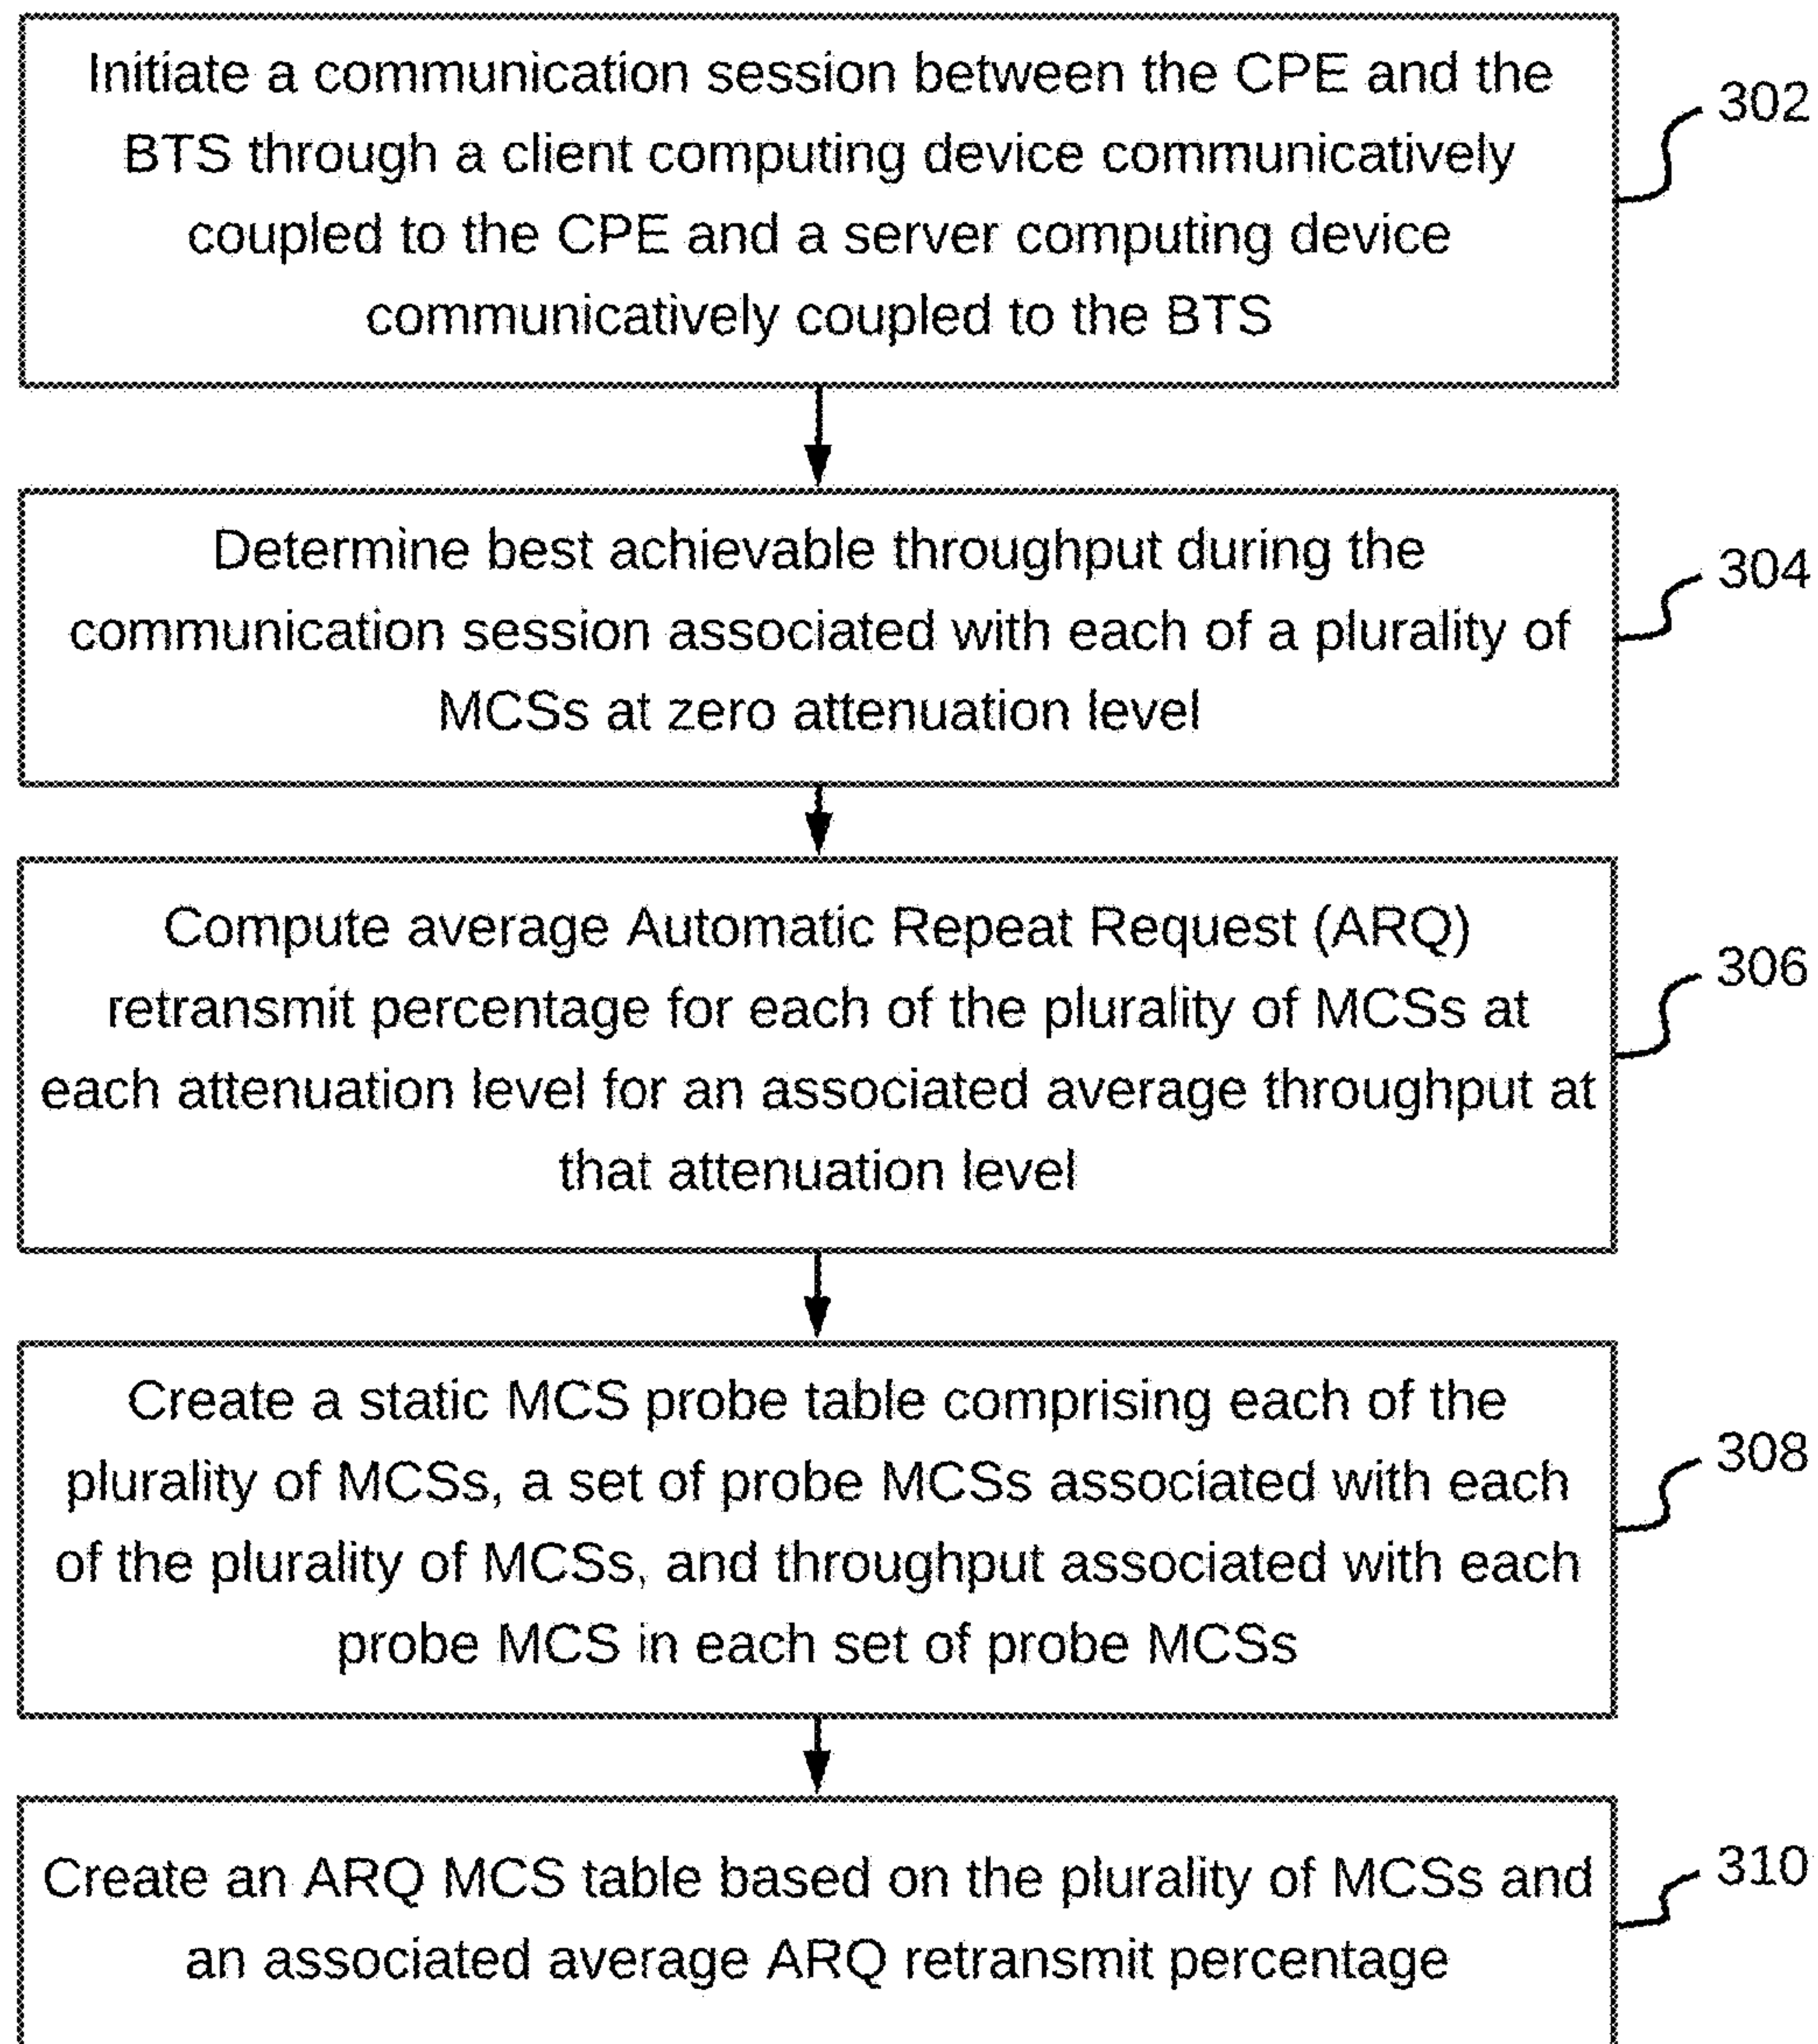 Initiate a communication session between the CPE and the
BTS through a client computing device communicatively
coupled to the CPE and a server computing device
communicatively coupled to the BTS
302
Determine best achievable throughput during the
communication session associated with each of a plurality of
MCSs at zero attenuation level
304
Compute average Automatic Repeat Request (ARQ)
retransmit percentage for each of the plurality of MCSs at
each attenuation level for an associated average throughput at
that attenuation level
306
Create a static MCS probe table comprising each of the
plurality of MCSs, a set of probe MCSs associated with each
of the plurality of MCSs, and throughput associated with each
probe MCS in each set of probe MCSs
308
Create an ARQ MCS table based on the plurality of MCSs and
an associated average ARQ retransmit percentage
310